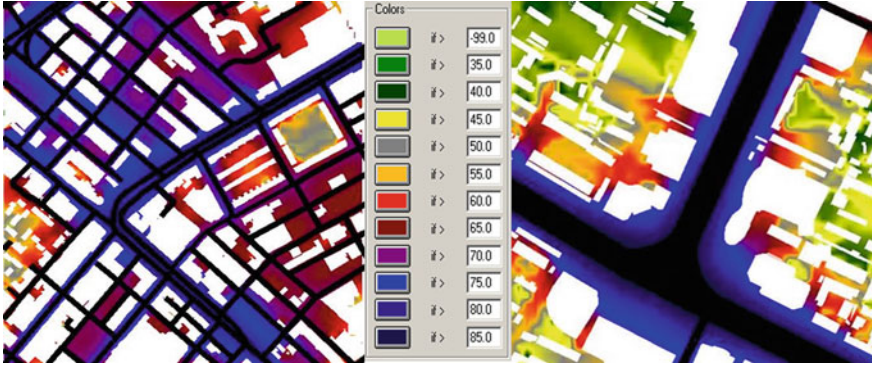 Colors
if > -99.0
if > 35.0
if > 40.0
if > 45.0
if > 50.0
if > 55.0
if > 60.0
if > 65.0
if > 70.0
if > 75.0
if > 80.0
if > 85.0